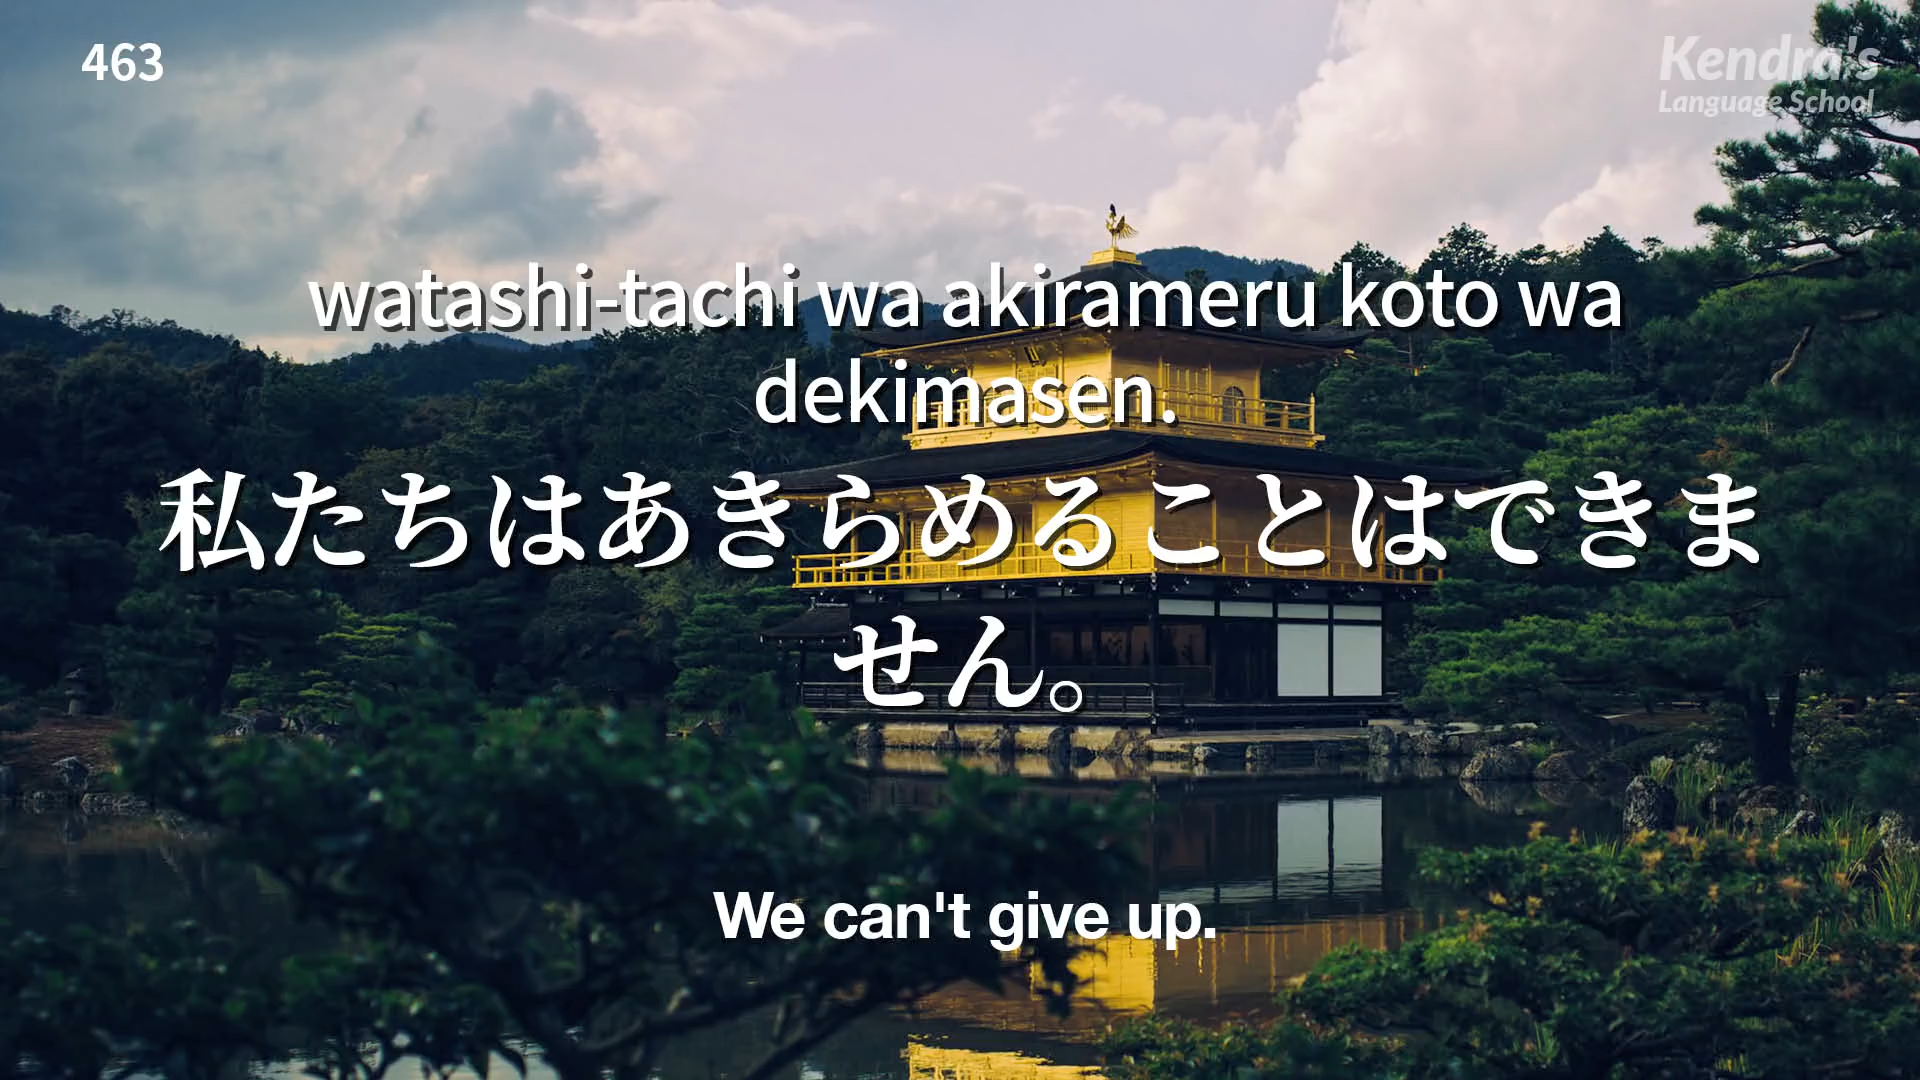 463
Kendra's
Language School
watashi-tachi wa akirameru koto wa
dekimasen.
私たちはあきらめることはできま
せん。
We can't give up.